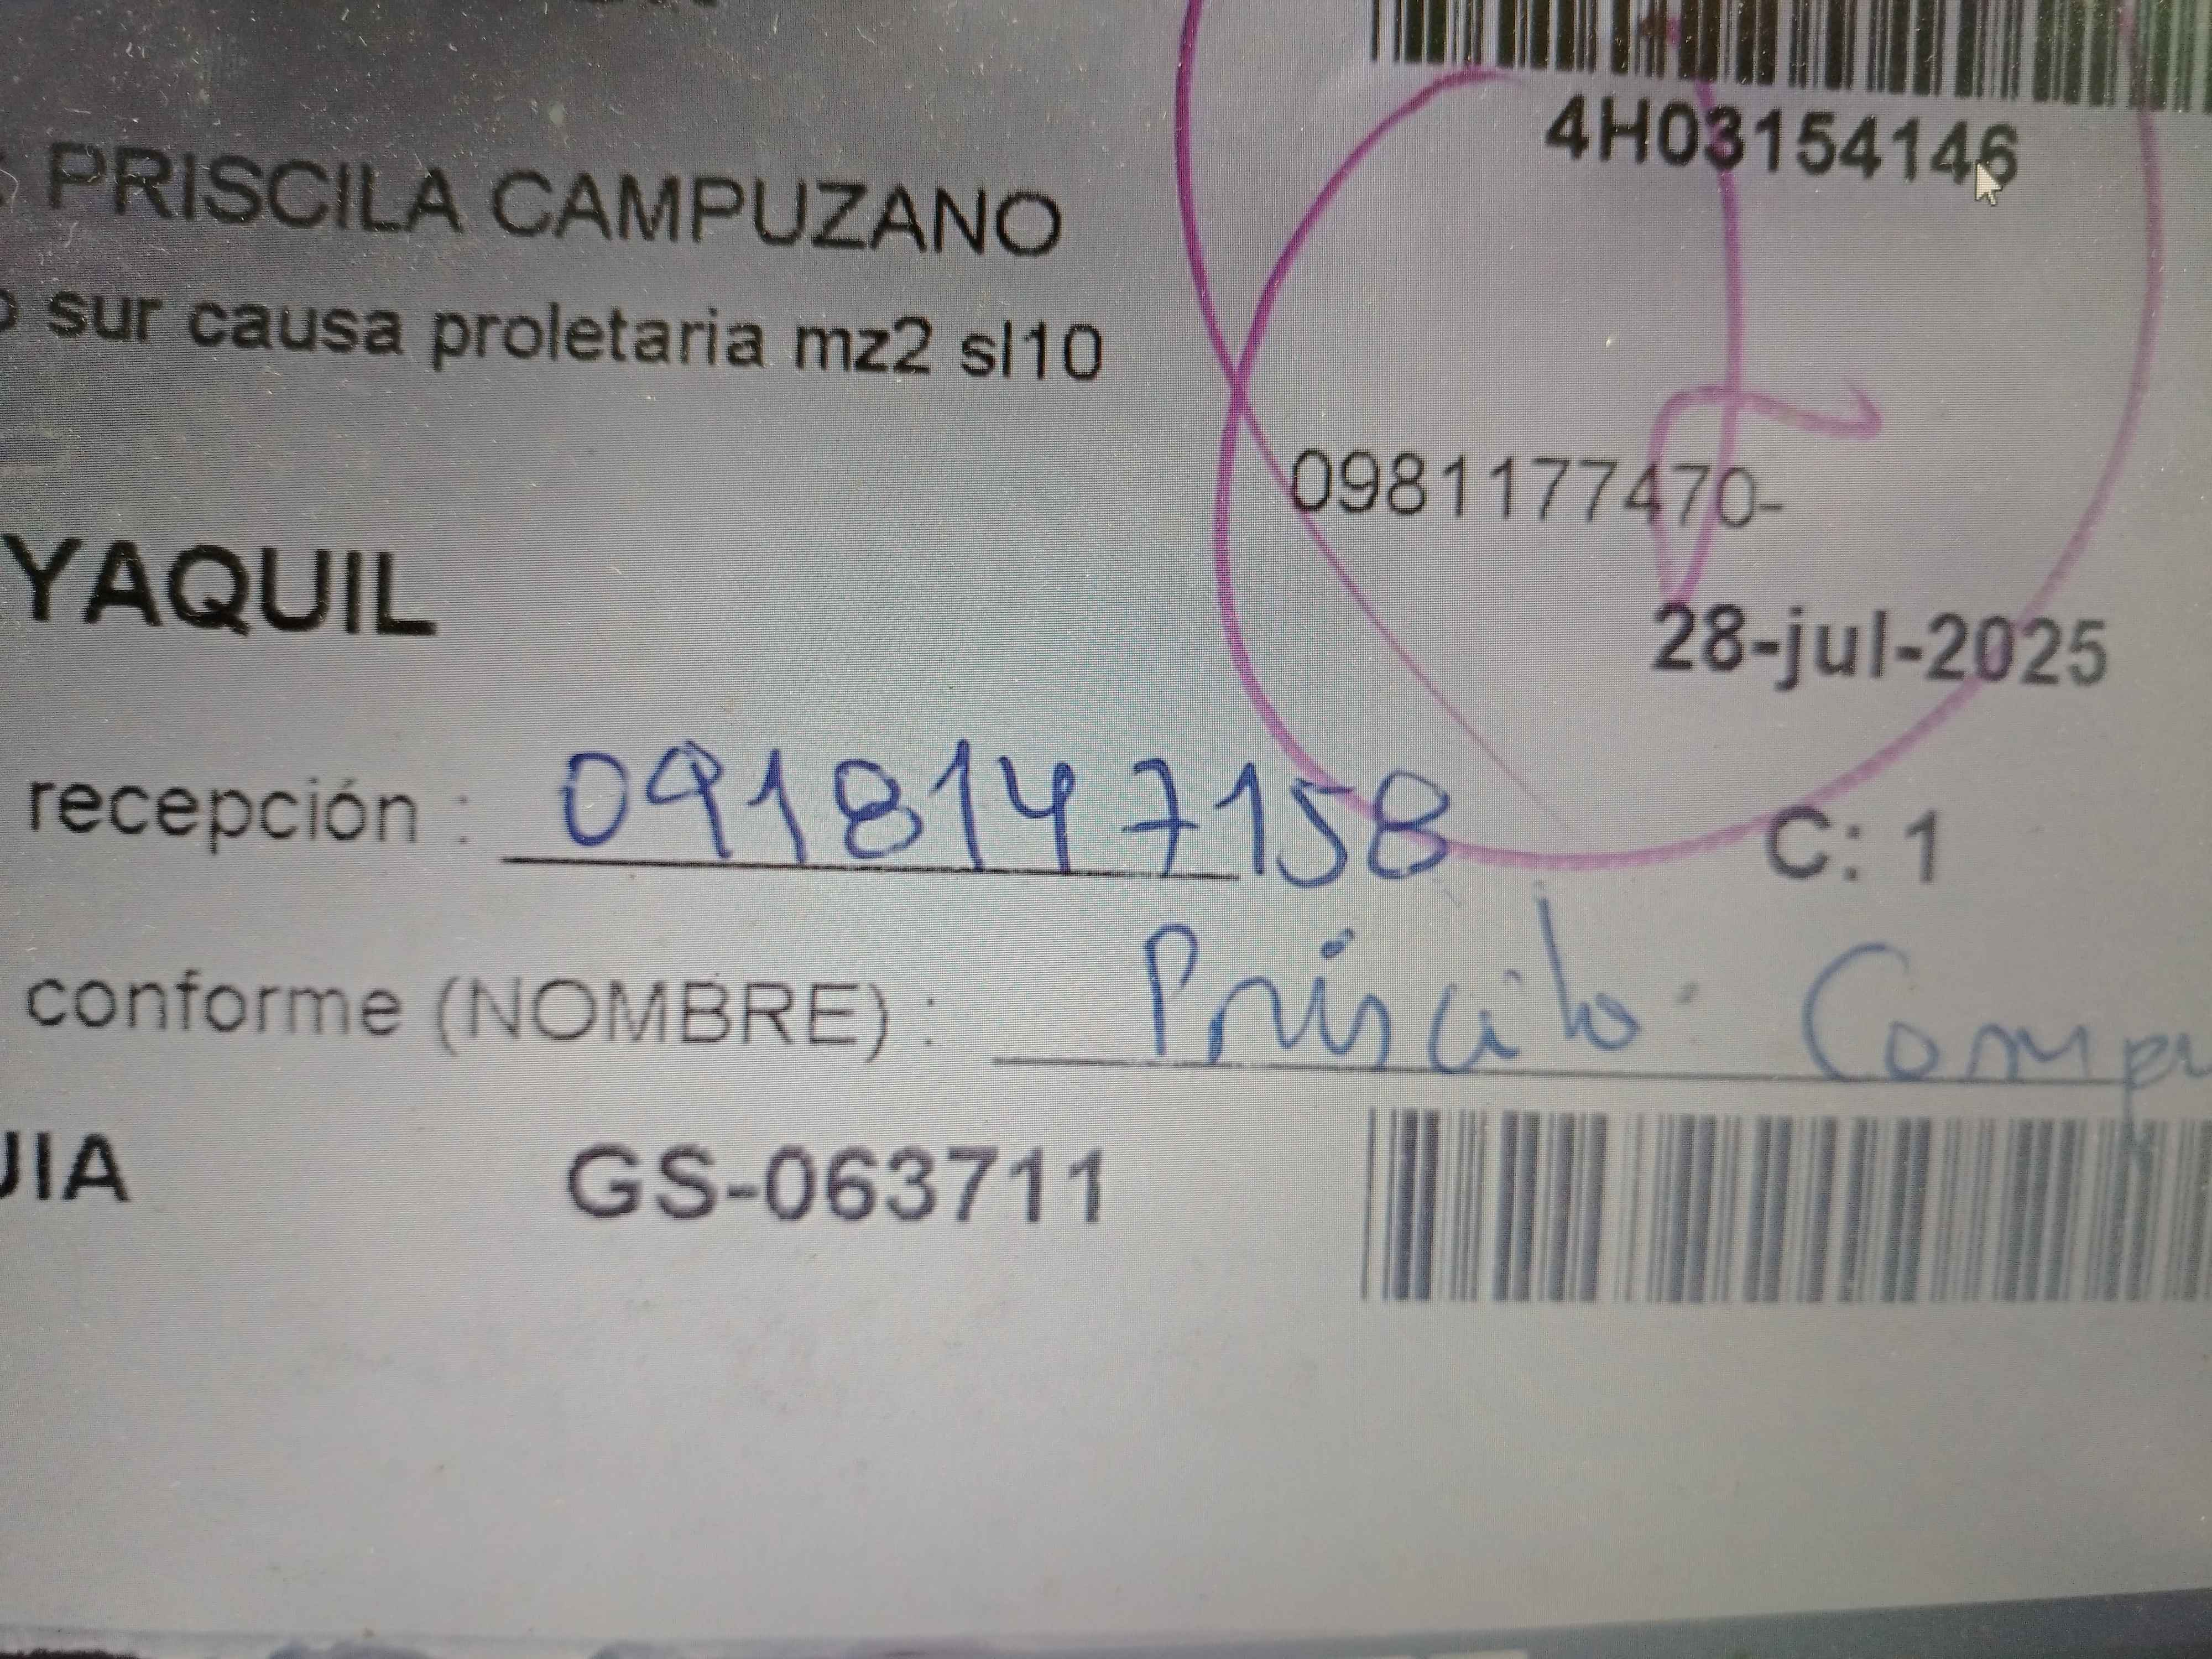 4H03154146
PRISCILA CAMPUZANO
sur causa proletaria mz2 sl10
0981177470-
YAQUIL
28-jul-2025
recepción : 0918147158
C: 1
conforme (NOMBRE) : Priscila Campu
UIA GS-063711